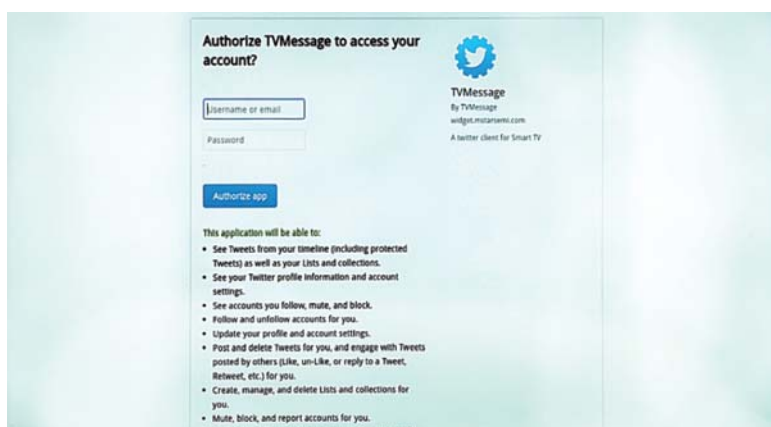 Authorize TVMessage to access your
account?
Username or email
Password
Authorize app
This application will be able to:
• See Tweets from your timeline (including protected
Tweets) as well as your Lists and collections.
• See your Twitter profile information and account
settings.
• See accounts you follow, mute, and block.
• Follow and unfollow accounts for you.
• Update your profile and account settings.
• Post and delete Tweets for you, and engage with Tweets
posted by others (Like, un-Like, or reply to a Tweet,
Retweet, etc.) for you.
• Create, manage, and delete Lists and collections for
you.
• Mute, block, and report accounts for you.
TVMessage
By TVMessage
widget.mstarsemi.com
A twitter client for Smart TV